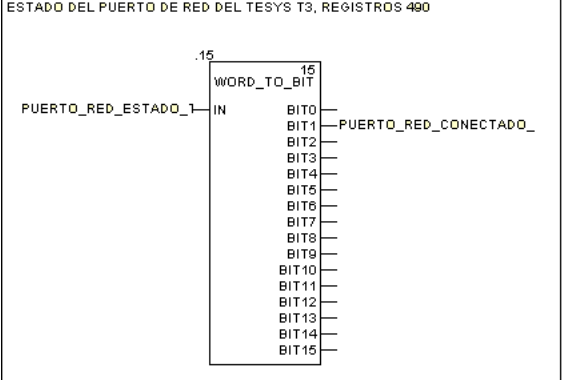 ESTADO DEL PUERTO DE RED DEL TESYS T3, REGISTROS 490
.15
15
WORD_TO_BIT
PUERTO_RED_ESTADO_T
IN
BIT0
BIT1
PUERTO_RED_CONECTADO_
BIT2
BIT3
BIT4
BIT5
BIT6
BIT7
BIT8
BIT9
BIT10
BIT11
BIT12
BIT13
BIT14
BIT15